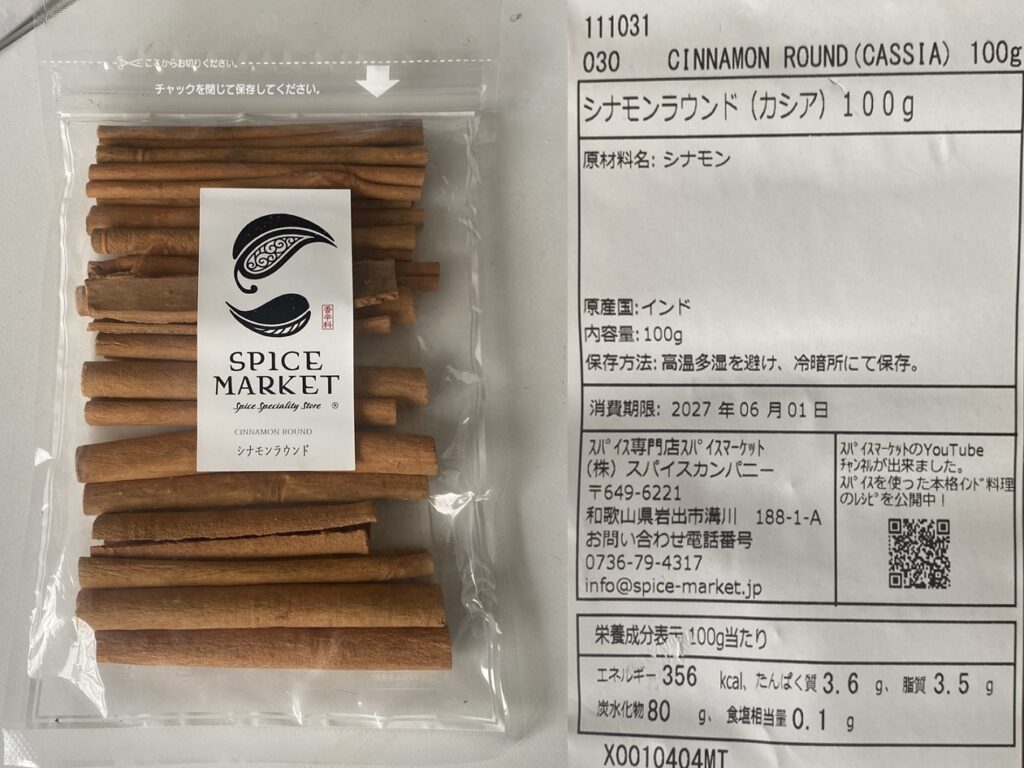 ここからお切りください。
チャックを閉じて保存してください。
香辛料
SPICE
MARKET
Spice Speciality Store ®
CINNAMON ROUND
シナモンラウンド
111031
030 CINNAMON ROUND(CASSIA) 100g
シナモンラウンド(カシア)100g
原材料名: シナモン
原産国:インド
内容量:100g
保存方法:高温多湿を避け、冷暗所にて保存。
消費期限: 2027 年 06 月 01 日
ｽﾊﾟｲｽ専門店ｽﾊﾟｲｽﾏｰｹｯﾄ
(株) スパイスカンパニー
〒649-6221
和歌山県岩出市溝川 188-1-A
お問い合わせ電話番号
0736-79-4317
info@spice-market.jp
ｽﾊﾟｲｽﾏｰｹｯﾄのYouTube
ﾁｬﾝﾈﾙが出来ました。
ｽﾊﾟｲｽを使った本格ｲﾝﾄﾞ料理
のﾚｼﾋﾟを公開中!
栄養成分表示 100g当たり
エネルギー 356 kcal、たんぱく質 3.6 g、脂質 3.5 g
炭水化物 80 g、食塩相当量 0.1 g
X0010404MT